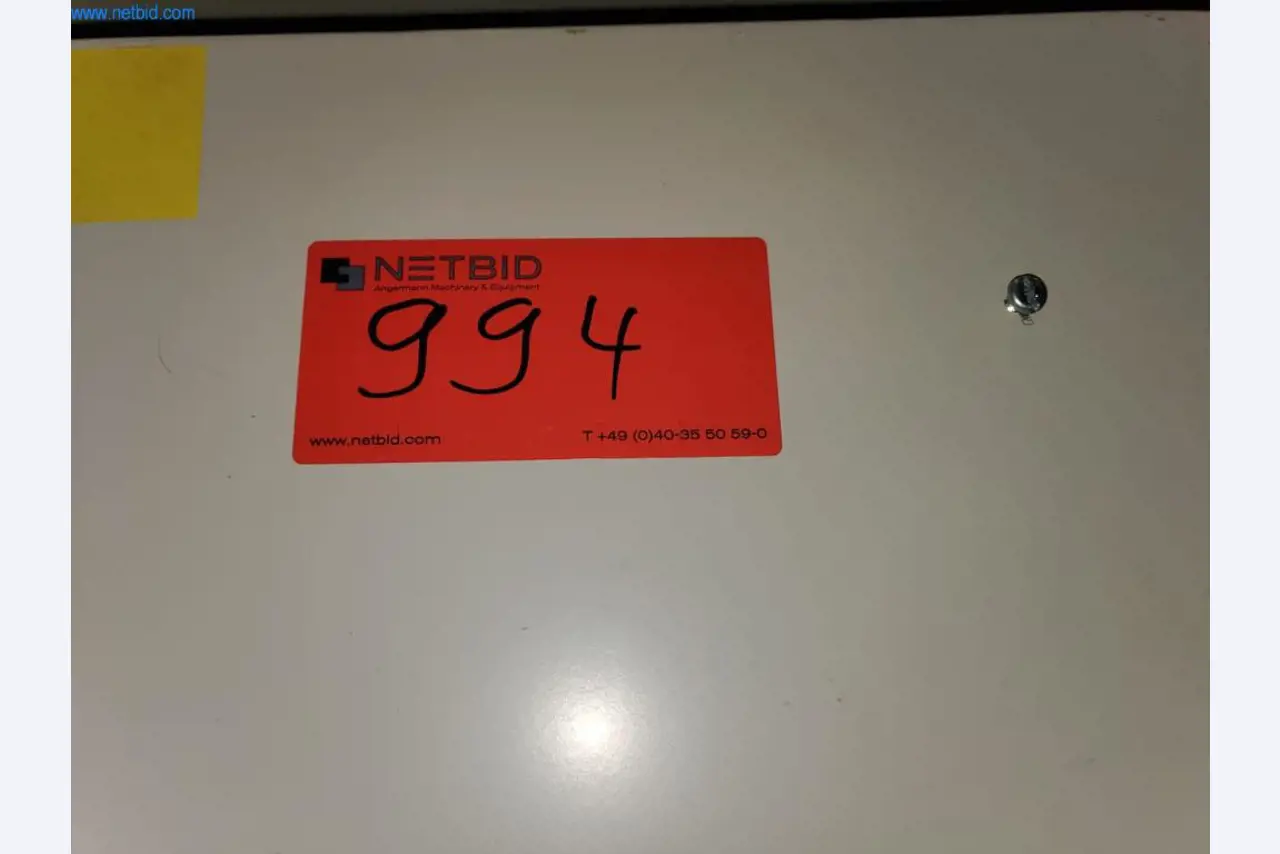 www.netbid.com
NETBID
Angermann Machinery & Equipment
994
www.netbid.com
T +49 (0)40-35 50 59-0